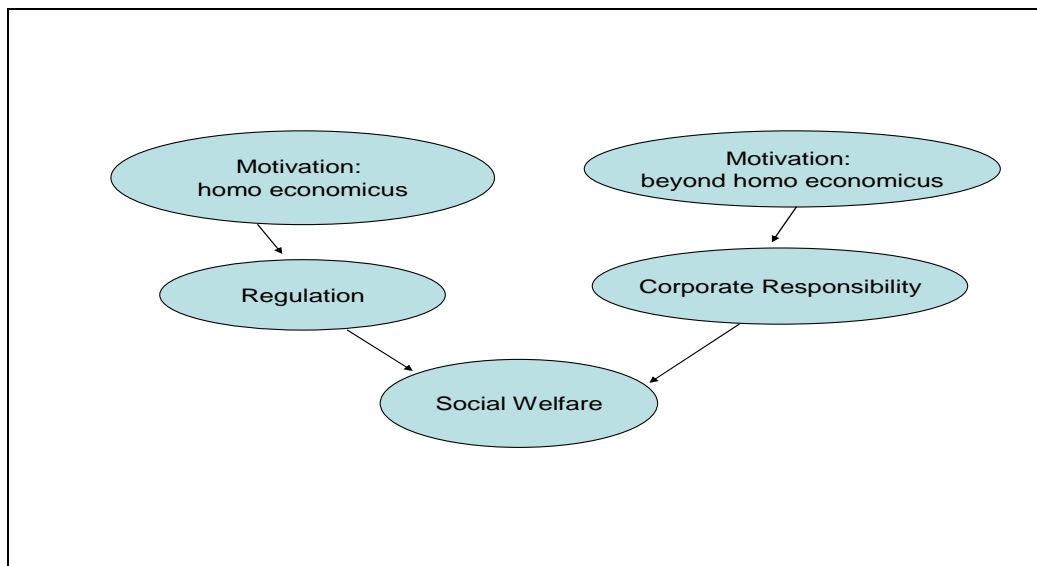 Motivation:
homo economicus
Motivation:
beyond homo economicus
Regulation
Corporate Responsibility
Social Welfare